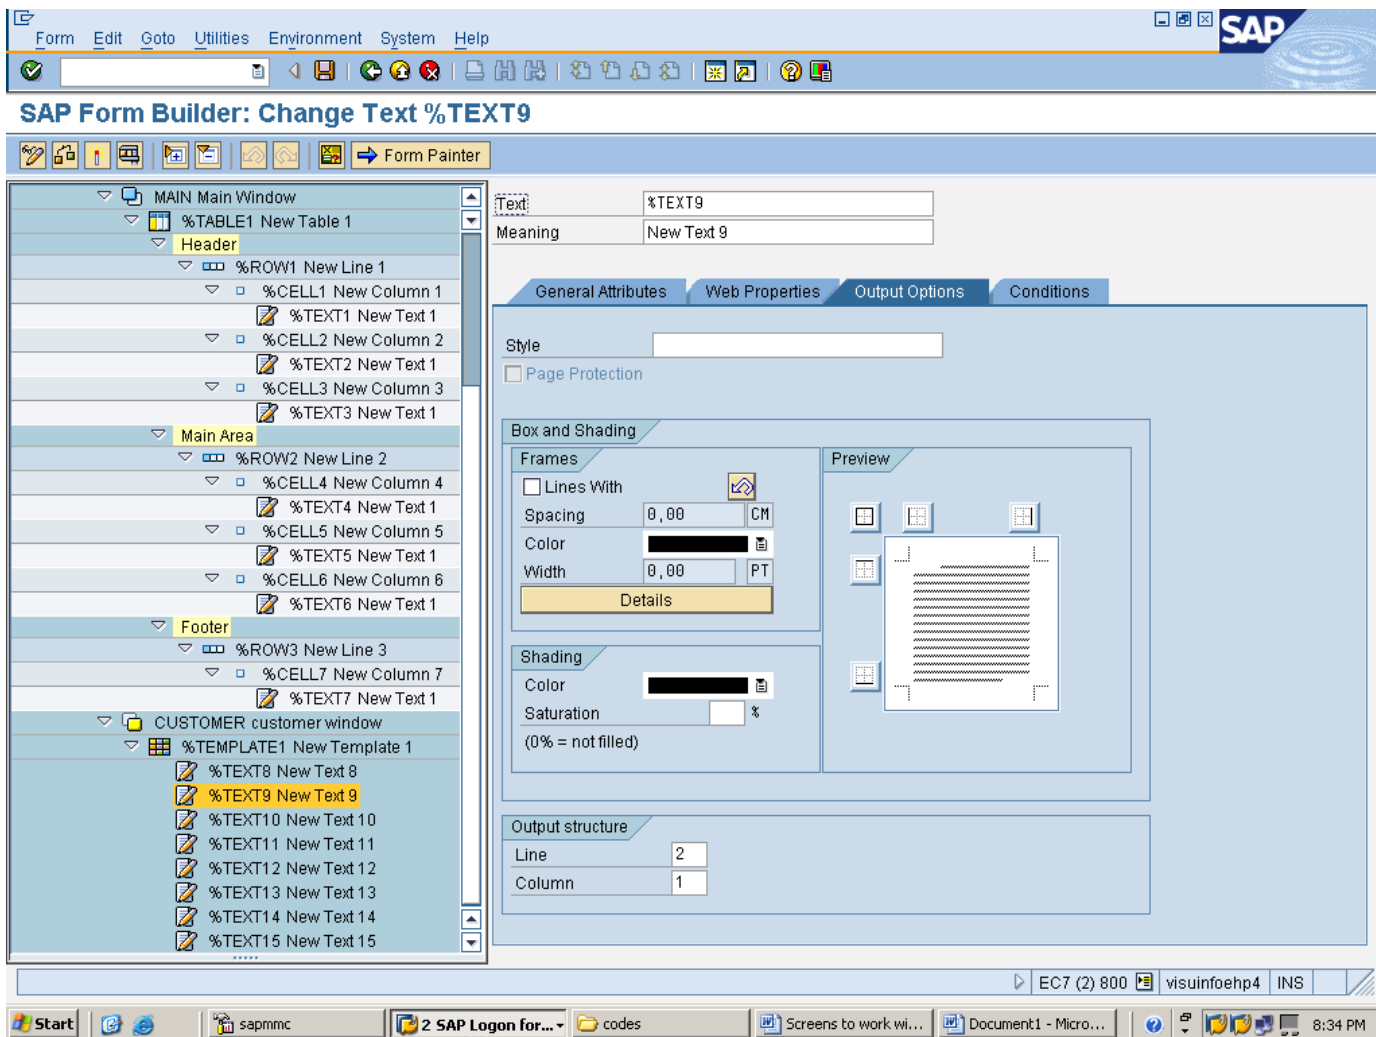 Form Edit Goto Utilities Environment System Help
SAP
SAP Form Builder: Change Text %TEXT9
Form Painter
MAIN Main Window
%TABLE1 New Table 1
Header
%ROW1 New Line 1
%CELL1 New Column 1
%TEXT1 New Text 1
%CELL2 New Column 2
%TEXT2 New Text 1
%CELL3 New Column 3
%TEXT3 New Text 1
Main Area
%ROW2 New Line 2
%CELL4 New Column 4
%TEXT4 New Text 1
%CELL5 New Column 5
%TEXT5 New Text 1
%CELL6 New Column 6
%TEXT6 New Text 1
Footer
%ROW3 New Line 3
%CELL7 New Column 7
%TEXT7 New Text 1
CUSTOMER customer window
%TEMPLATE1 New Template 1
%TEXT8 New Text 8
%TEXT9 New Text 9
%TEXT10 New Text 10
%TEXT11 New Text 11
%TEXT12 New Text 12
%TEXT13 New Text 13
%TEXT14 New Text 14
%TEXT15 New Text 15
Text %TEXT9
Meaning New Text 9
General Attributes Web Properties Output Options Conditions
Style
Page Protection
Box and Shading
Frames
Lines With
Spacing 0,00 CM
Color
Width 0,00 PT
Details
Preview
Shading
Color
Saturation %
(0% = not filled)
Output structure
Line 2
Column 1
EC7 (2) 800 visuinfoehp4 INS
Start sapmmc 2 SAP Logon for... codes Screens to work wi... Document1 - Micro... 8:34 PM